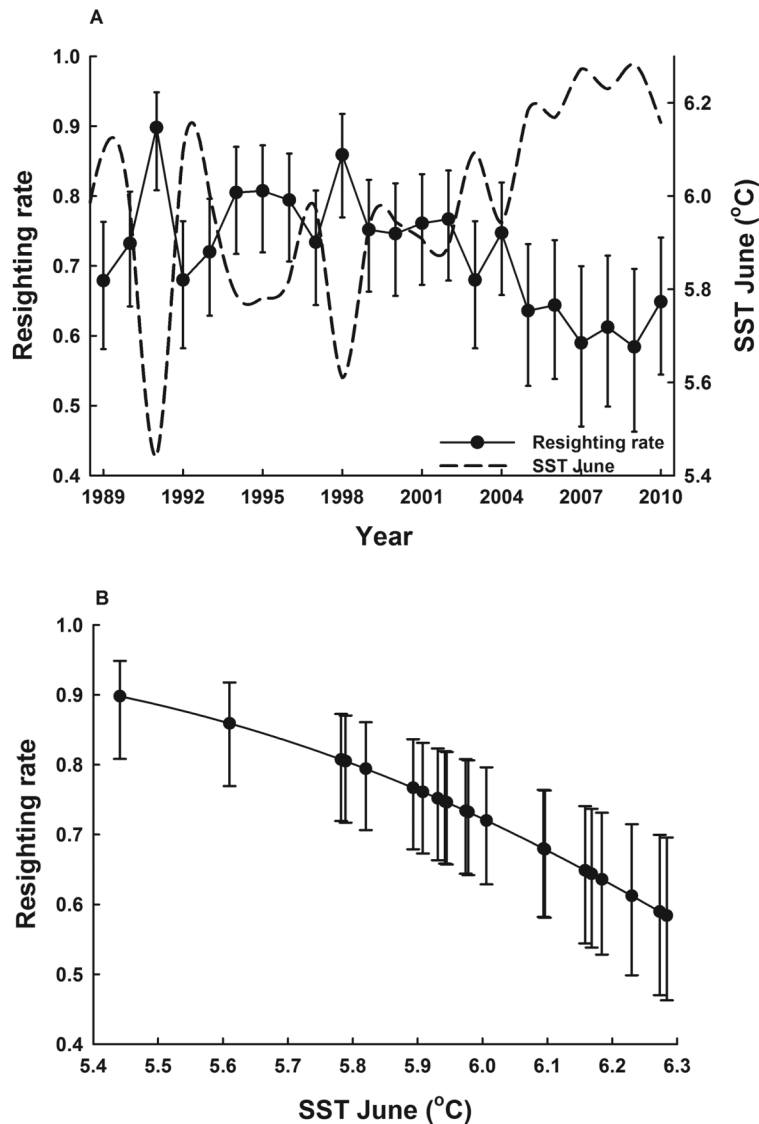 A
1.0
0.9
0.8
0.7
0.6
0.5
0.4
Resighting rate
6.2
6.0
5.8
5.6
5.4
SST June (°C)
Resighting rate
SST June
1989 1992 1995 1998 2001 2004 2007 2010
Year
B
1.0
0.9
0.8
0.7
0.6
0.5
0.4
Resighting rate
5.4 5.5 5.6 5.7 5.8 5.9 6.0 6.1 6.2 6.3
SST June (°C)